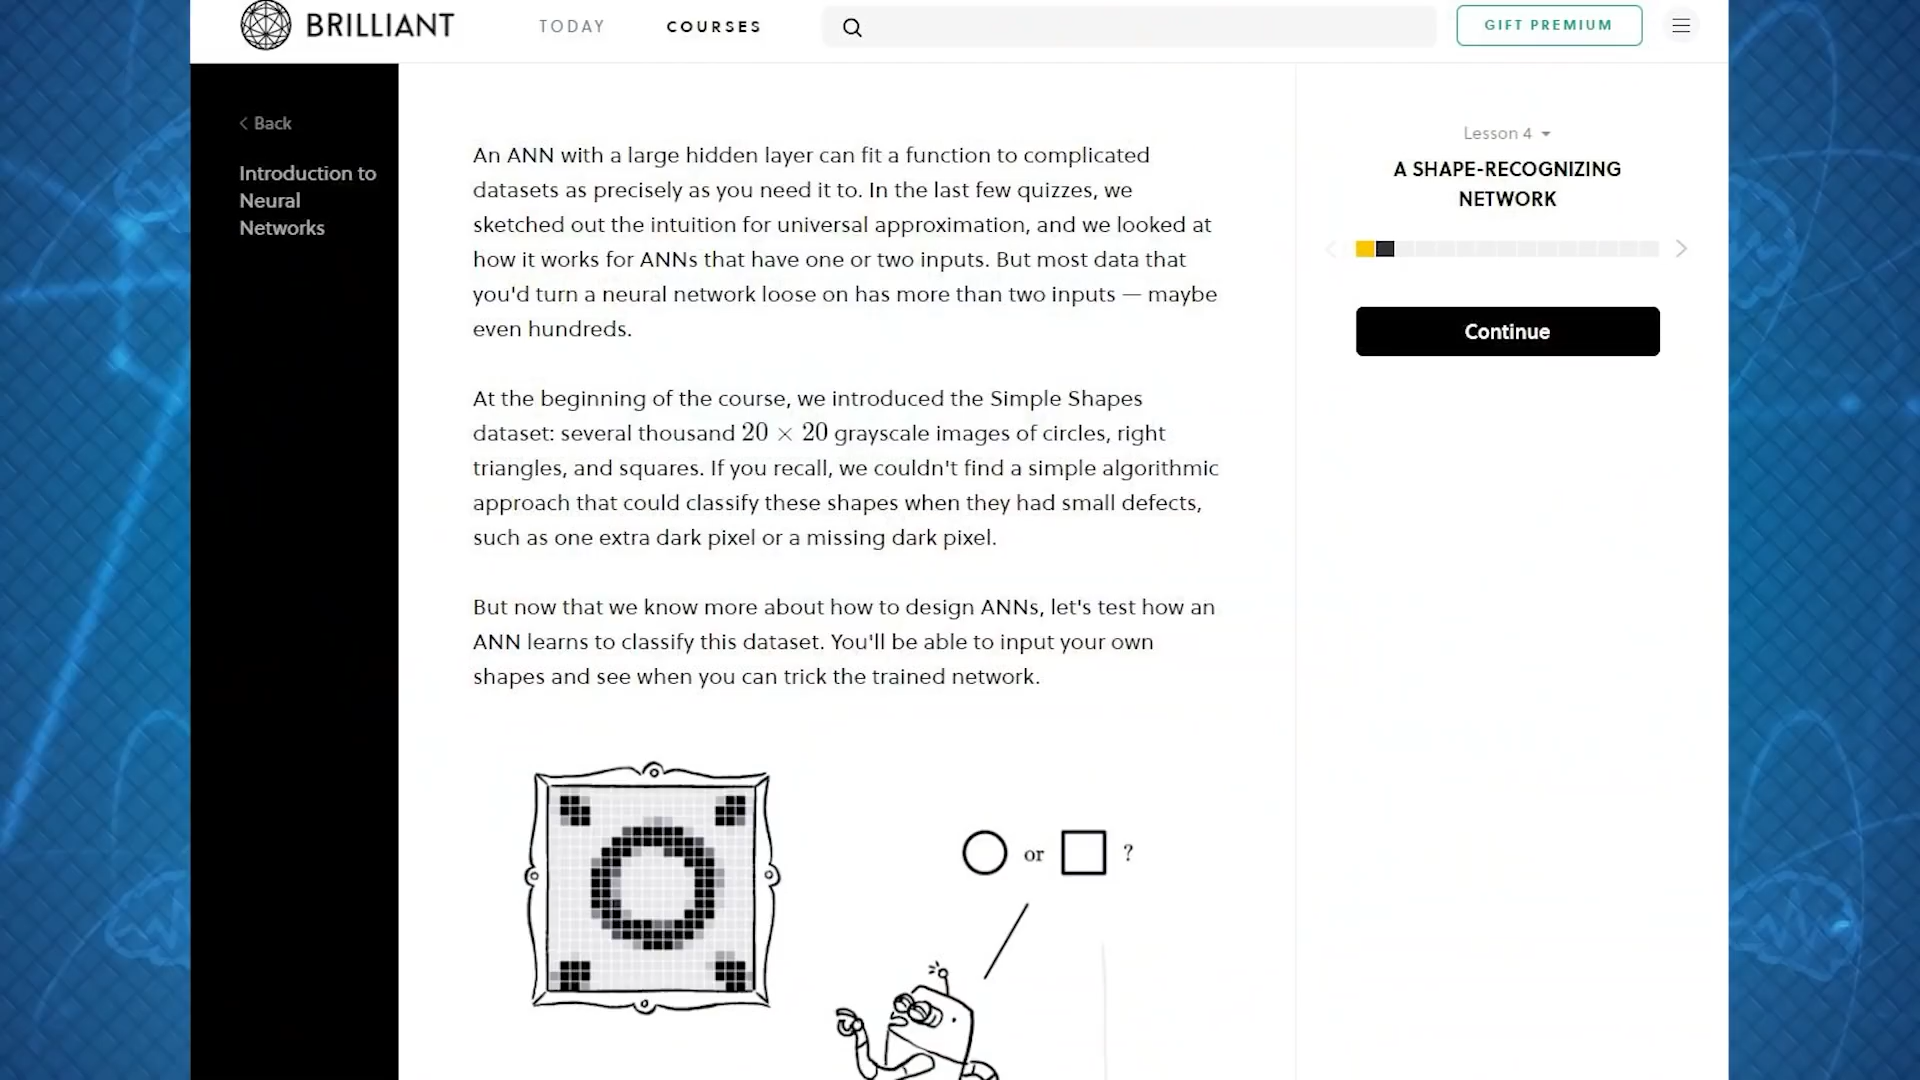 BRILLIANT
TODAY
COURSES
GIFT PREMIUM
Back
Introduction to
Neural
Networks
An ANN with a large hidden layer can fit a function to complicated
datasets as precisely as you need it to. In the last few quizzes, we
sketched out the intuition for universal approximation, and we looked at
how it works for ANNs that have one or two inputs. But most data that
you'd turn a neural network loose on has more than two inputs — maybe
even hundreds.
At the beginning of the course, we introduced the Simple Shapes
dataset: several thousand 20 × 20 grayscale images of circles, right
triangles, and squares. If you recall, we couldn't find a simple algorithmic
approach that could classify these shapes when they had small defects,
such as one extra dark pixel or a missing dark pixel.
But now that we know more about how to design ANNs, let's test how an
ANN learns to classify this dataset. You'll be able to input your own
shapes and see when you can trick the trained network.
or ?
Lesson 4
A SHAPE-RECOGNIZING
NETWORK
Continue